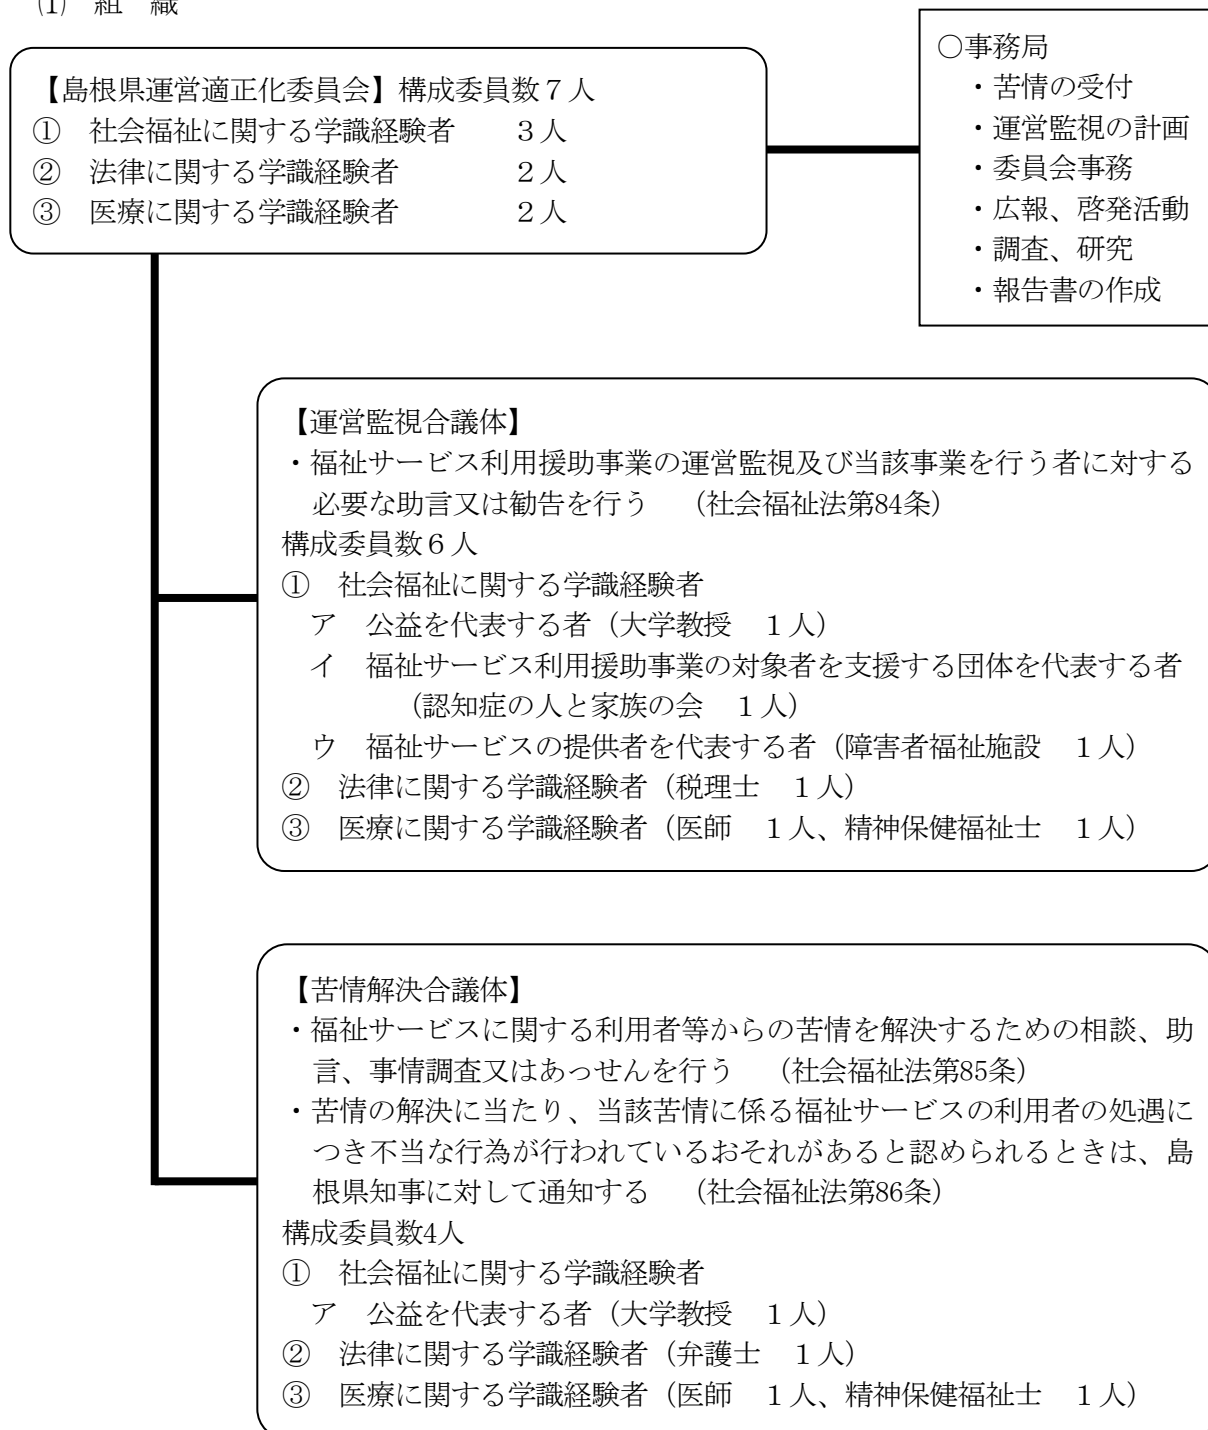 ⑴　組　織
【島根県運営適正化委員会】構成委員数７人
①　社会福祉に関する学識経験者　　３人
②　法律に関する学識経験者　　　　２人
③　医療に関する学識経験者　　　　２人
○事務局
・苦情の受付
・運営監視の計画
・委員会事務
・広報、啓発活動
・調査、研究
・報告書の作成
【運営監視合議体】
・福祉サービス利用援助事業の運営監視及び当該事業を行う者に対する
必要な助言又は勧告を行う　（社会福祉法第84条）
構成委員数６人
①　社会福祉に関する学識経験者
ア　公益を代表する者（大学教授　１人）
イ　福祉サービス利用援助事業の対象者を支援する団体を代表する者
（認知症の人と家族の会　１人）
ウ　福祉サービスの提供者を代表する者（障害者福祉施設　１人）
②　法律に関する学識経験者（税理士　１人）
③　医療に関する学識経験者（医師　１人、精神保健福祉士　１人）
【苦情解決合議体】
・福祉サービスに関する利用者等からの苦情を解決するための相談、助
言、事情調査又はあっせんを行う　（社会福祉法第85条）
・苦情の解決に当たり、当該苦情に係る福祉サービスの利用者の処遇に
つき不当な行為が行われているおそれがあると認められるときは、島
根県知事に対して通知する　（社会福祉法第86条）
構成委員数4人
①　社会福祉に関する学識経験者
ア　公益を代表する者（大学教授　１人）
②　法律に関する学識経験者（弁護士　１人）
③　医療に関する学識経験者（医師　１人、精神保健福祉士　１人）